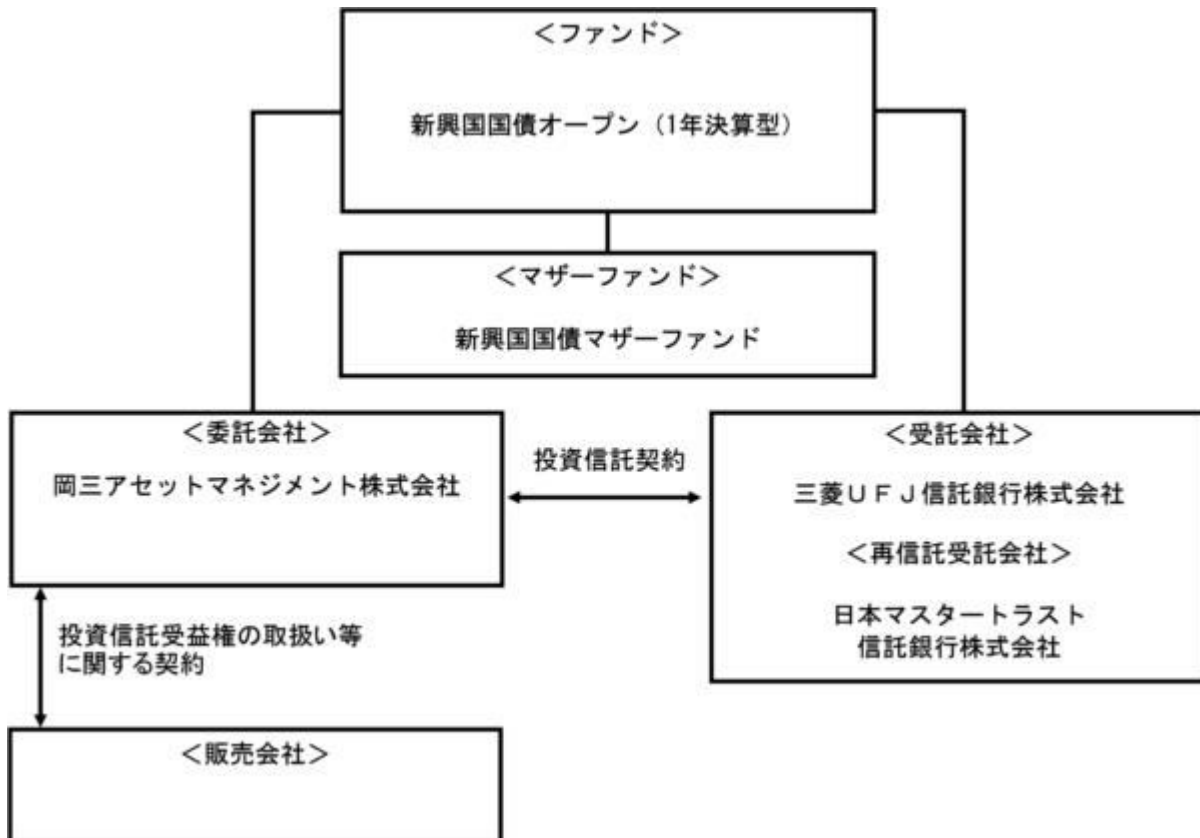 ＜ファンド＞
新興国国債オープン（1年決算型）
＜マザーファンド＞
新興国国債マザーファンド
＜委託会社＞
岡三アセットマネジメント株式会社
投資信託契約
＜受託会社＞
三菱ＵＦＪ信託銀行株式会社
＜再信託受託会社＞
日本マスタートラスト
信託銀行株式会社
投資信託受益権の取扱い等
に関する契約
＜販売会社＞